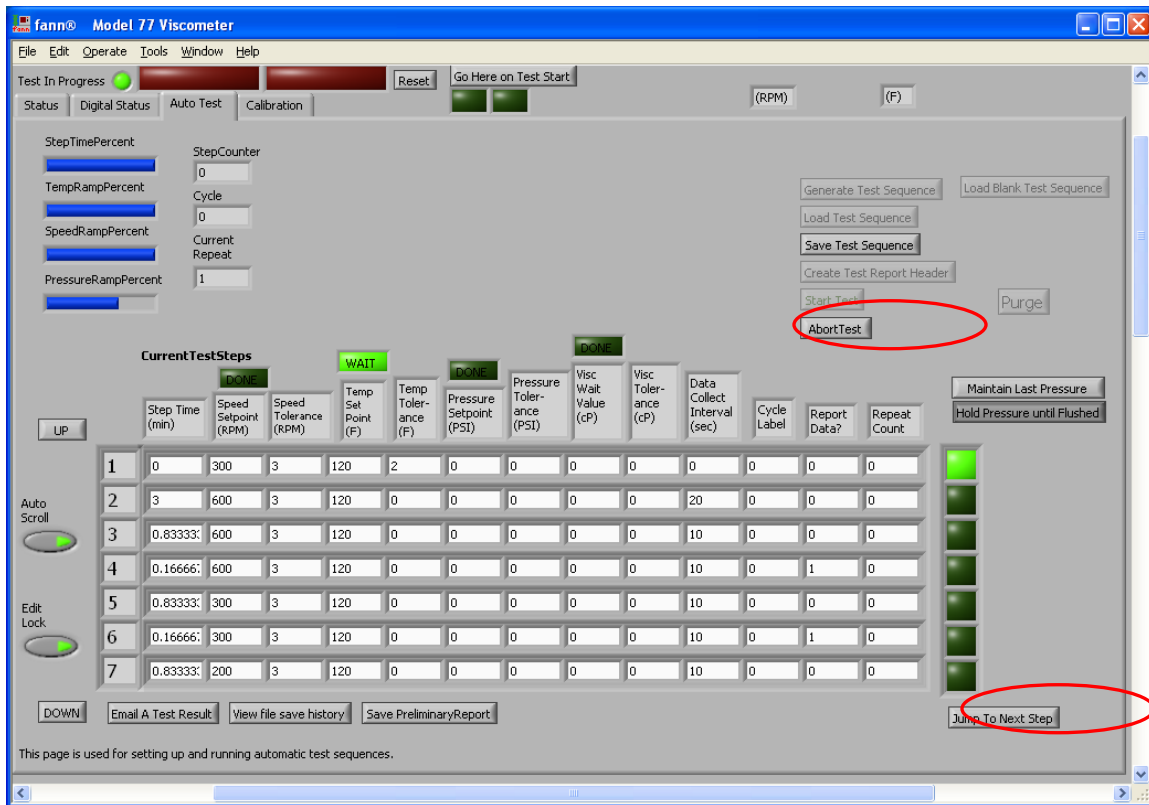 fann® Model 77 Viscometer
File Edit Operate Tools Window Help
Test In Progress Reset Go Here on Test Start
Status Digital Status Auto Test Calibration (RPM) (F)
StepTimePercent
StepCounter
0
TempRampPercent
Cycle
0
SpeedRampPercent
Current
Repeat
1
PressureRampPercent
Generate Test Sequence Load Blank Test Sequence
Load Test Sequence
Save Test Sequence
Create Test Report Header
Start Test Purge
AbortTest
CurrentTestSteps
DONE WAIT DONE DONE
Step Time
(min)
Speed
Setpoint
(RPM)
Speed
Tolerance
(RPM)
Temp
Set
Point
(F)
Temp
Toler-
ance
(F)
Pressure
Setpoint
(PSI)
Pressure
Toler-
ance
(PSI)
Visc
Wait
Value
(cP)
Visc
Toler-
ance
(cP)
Data
Collect
Interval
(sec)
Cycle
Label
Report
Data?
Repeat
Count
Maintain Last Pressure
Hold Pressure until Flushed
UP
1 0 300 3 120 2 0 0 0 0 0 0 0 0
2 3 600 3 120 0 0 0 0 0 20 0 0 0
3 0.83333 600 3 120 0 0 0 0 0 10 0 0 0
4 0.16666 600 3 120 0 0 0 0 0 10 0 1 0
5 0.83333 300 3 120 0 0 0 0 0 10 0 0 0
6 0.16666 300 3 120 0 0 0 0 0 10 0 1 0
7 0.83333 200 3 120 0 0 0 0 0 10 0 0 0
Auto
Scroll
Edit
Lock
DOWN Email A Test Result View file save history Save PreliminaryReport
Jump To Next Step
This page is used for setting up and running automatic test sequences.